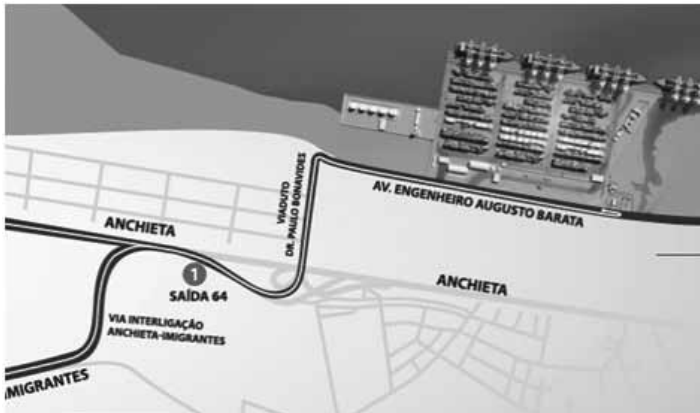 VIADUTO
DR. PAULO BONAVIDES
AV. ENGENHEIRO AUGUSTO BARATA
ANCHIETA
ANCHIETA
1
SAÍDA 64
VIA INTERLIGAÇÃO
ANCHIETA-IMIGRANTES
IMIGRANTES